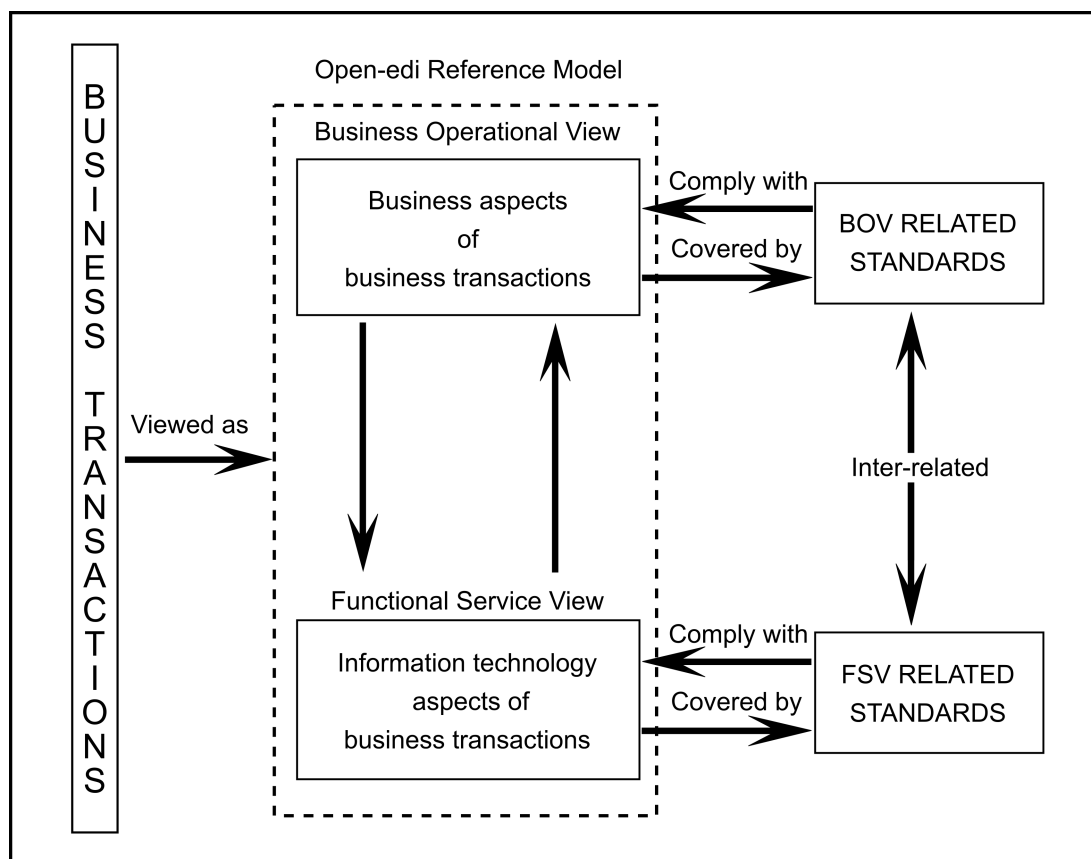 BUSINESS TRANSACTIONS
Open-edi Reference Model
Business Operational View
Business aspects
of
business transactions
Comply with
Covered by
BOV RELATED
STANDARDS
Viewed as
Inter-related
Functional Service View
Information technology
aspects of
business transactions
Comply with
Covered by
FSV RELATED
STANDARDS